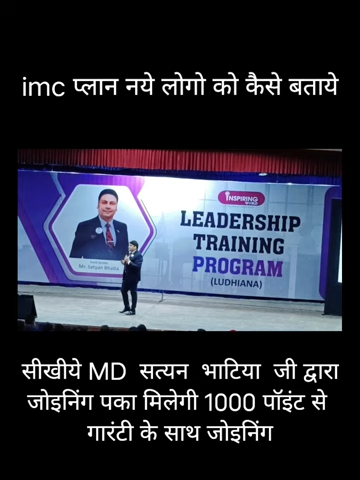 imc प्लान नये लोगो को कैसे बताये
INSPIRING
LEADERSHIP
TRAINING
PROGRAM
(LUDHIANA)
Mr. Satyan Bhatia
सीखीये MD सत्यन भाटिया जी द्वारा
जोइनिंग पका मिलेगी 1000 पॉइंट से
गारंटी के साथ जोइनिंग